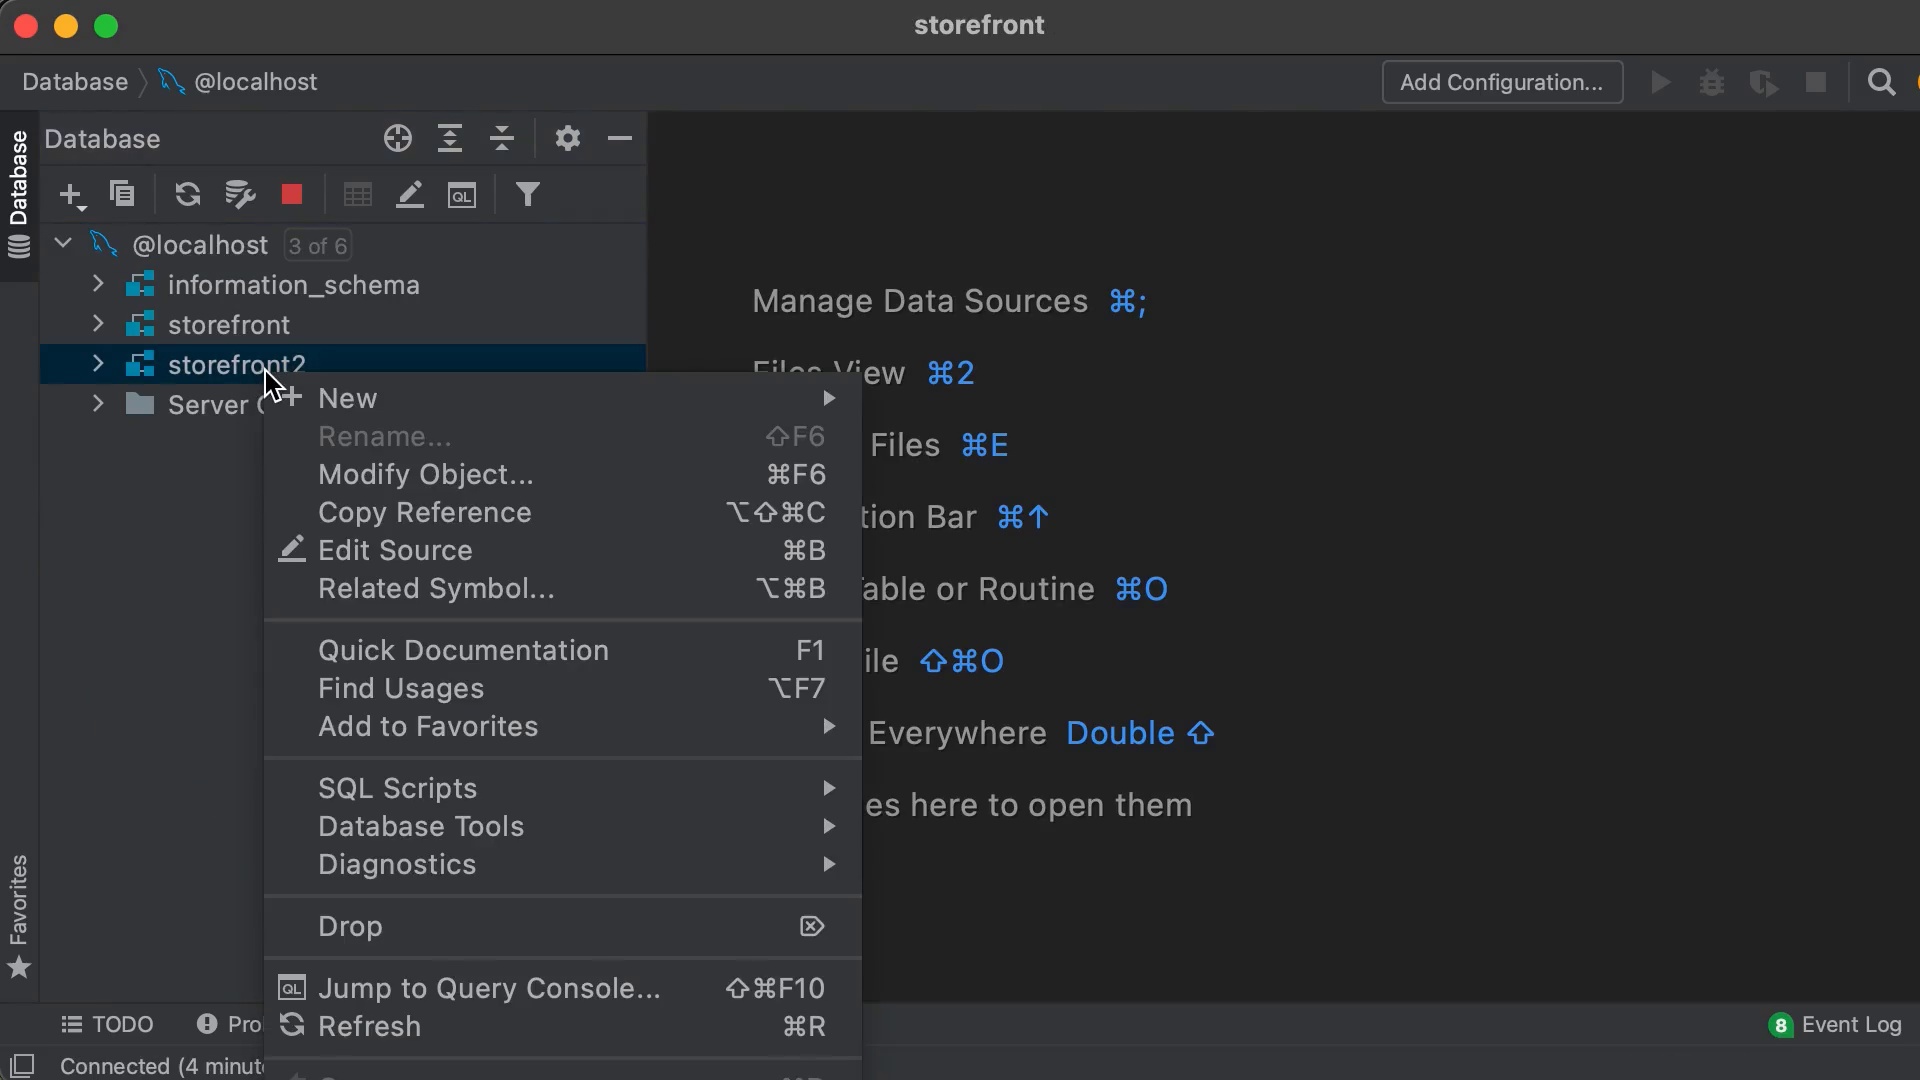 storefront
Database @localhost
Add Configuration...
Database
Database
@localhost 3 of 6
information_schema
storefront
storefront2
Server
New
Rename... ⇧F6
Modify Object... ⌘F6
Copy Reference ⌥⇧⌘C
Edit Source ⌘B
Related Symbol... ⌥⌘B
Quick Documentation F1
Find Usages ⌥F7
Add to Favorites
SQL Scripts
Database Tools
Diagnostics
Drop
QL Jump to Query Console... ⇧⌘F10
Refresh ⌘R
Manage Data Sources ⌘;
Files View ⌘2
Files ⌘E
tion Bar ⌘↑
able or Routine ⌘O
ile ⇧⌘O
Everywhere Double ⇧
es here to open them
QL
Favorites
TODO
Pro
8 Event Log
Connected (4 minut